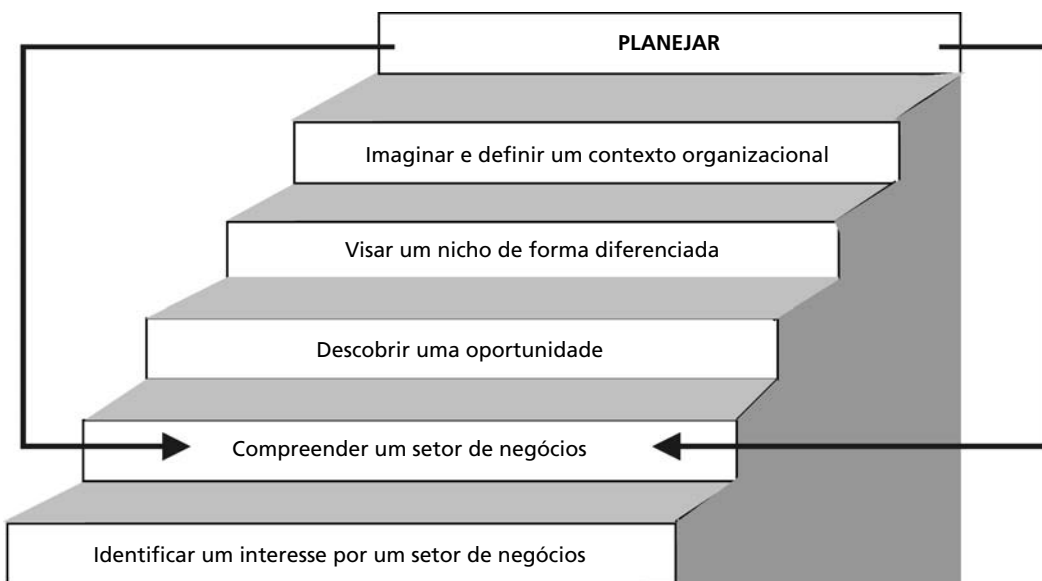 PLANEJAR
Imaginar e definir um contexto organizacional
Visar um nicho de forma diferenciada
Descobrir uma oportunidade
Compreender um setor de negócios
Identificar um interesse por um setor de negócios